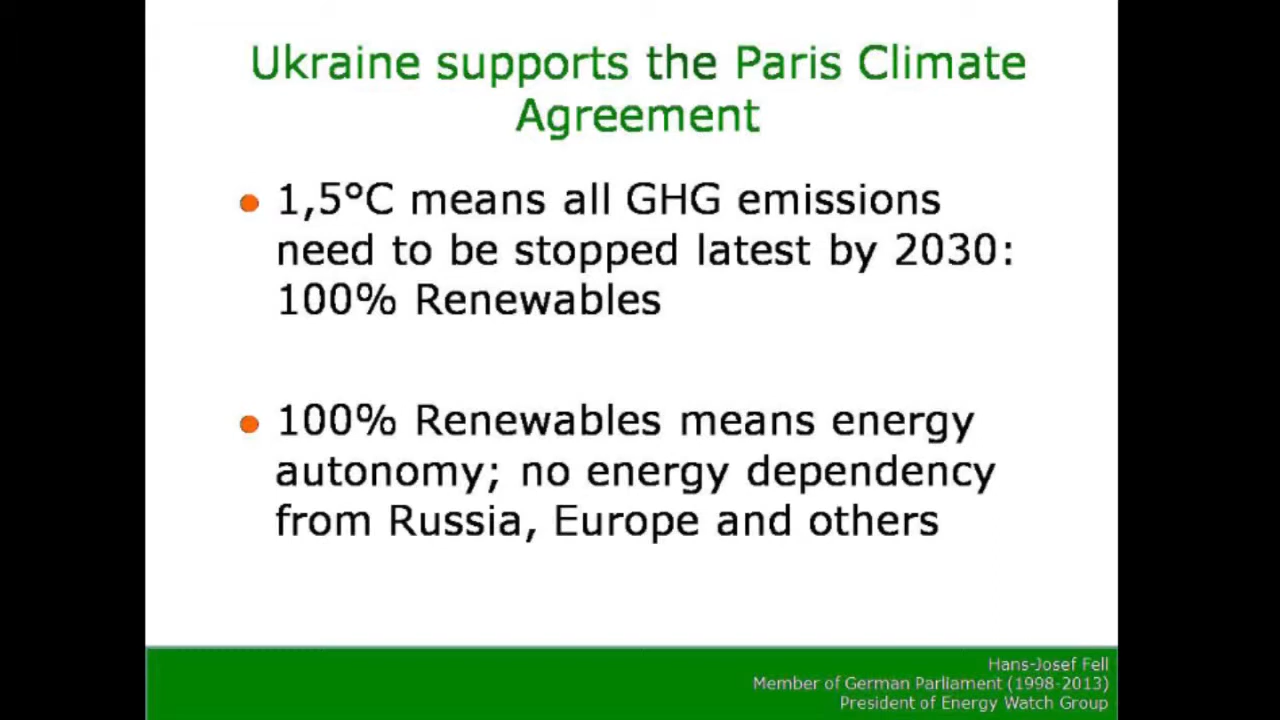 Ukraine supports the Paris Climate
Agreement
1,5°C means all GHG emissions
need to be stopped latest by 2030:
100% Renewables
100% Renewables means energy
autonomy; no energy dependency
from Russia, Europe and others
Hans-Josef Fell
Member of German Parliament (1998-2013)
President of Energy Watch Group